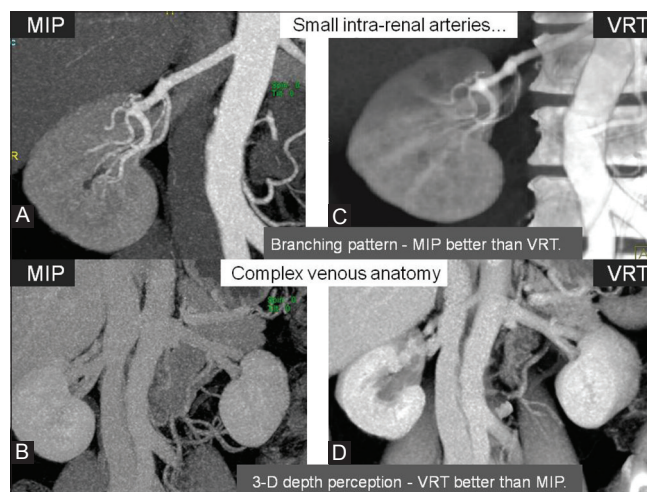 MIP
Small intra-renal arteries...
VRT
R
A
C
Branching pattern - MIP better than VRT.
MIP
Complex venous anatomy
VRT
B
D
3-D depth perception - VRT better than MIP.